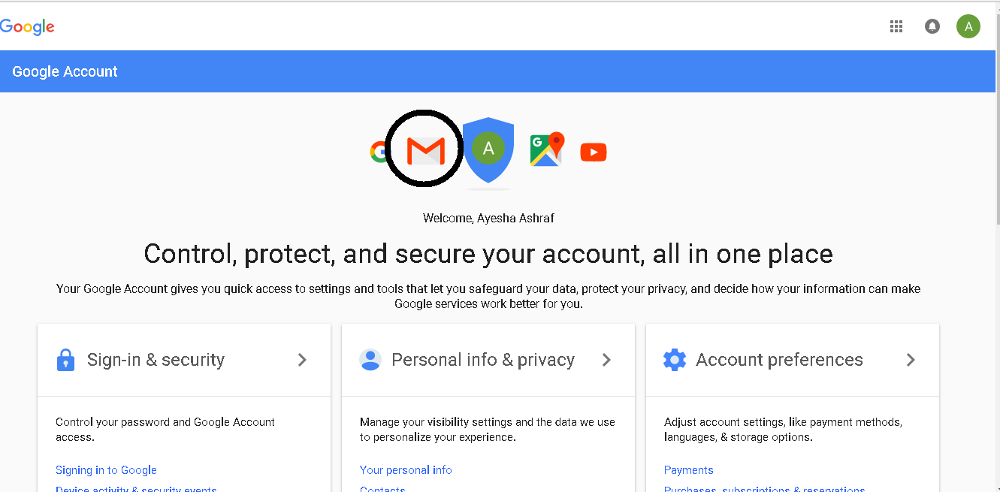 Google
A
Google Account
G
A
G
Welcome, Ayesha Ashraf
Control, protect, and secure your account, all in one place
Your Google Account gives you quick access to settings and tools that let you safeguard your data, protect your privacy, and decide how your information can make
Google services work better for you.
Sign-in & security
Personal info & privacy
Account preferences
Control your password and Google Account
access.
Signing in to Google
Device activity & security events
Manage your visibility settings and the data we use
to personalize your experience.
Your personal info
Contacts
Adjust account settings, like payment methods,
languages, & storage options.
Payments
Purchases, subscriptions & reservations